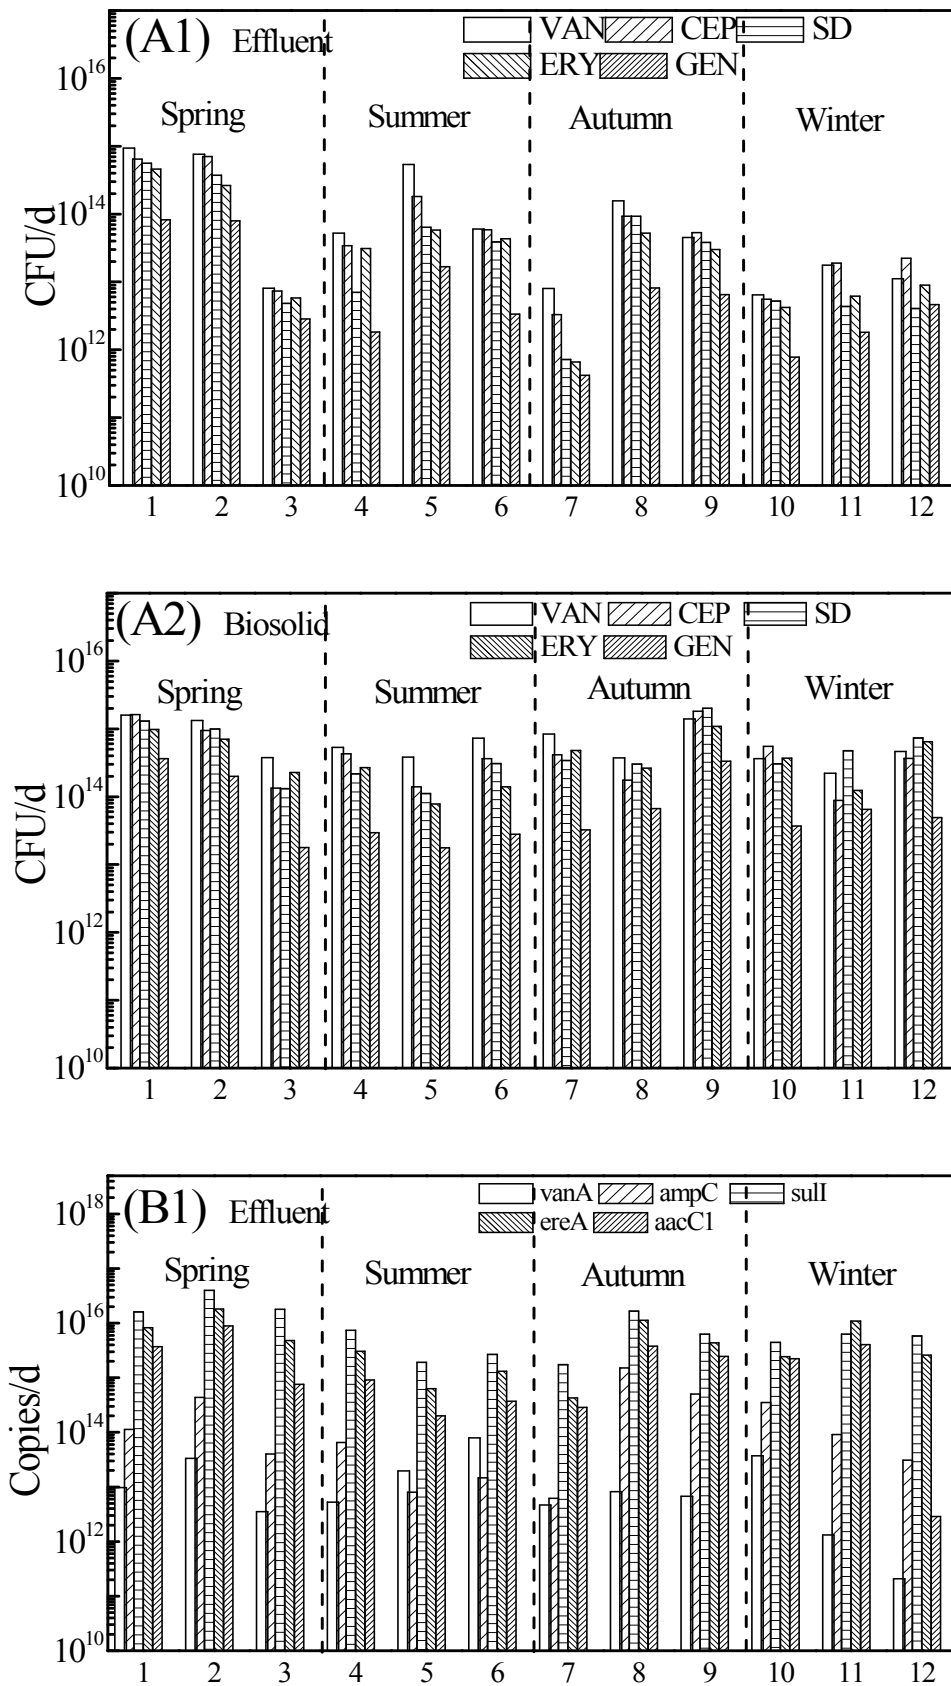 (A1) Effluent
VAN CEP SD
ERY GEN
Spring Summer Autumn Winter
CFU/d
10^16
10^14
10^12
10^10
1 2 3 4 5 6 7 8 9 10 11 12
(A2) Biosolid
VAN CEP SD
ERY GEN
Spring Summer Autumn Winter
CFU/d
10^16
10^14
10^12
10^10
1 2 3 4 5 6 7 8 9 10 11 12
(B1) Effluent
vanA ampC sulI
ereA aacC1
Spring Summer Autumn Winter
Copies/d
10^18
10^16
10^14
10^12
10^10
1 2 3 4 5 6 7 8 9 10 11 12